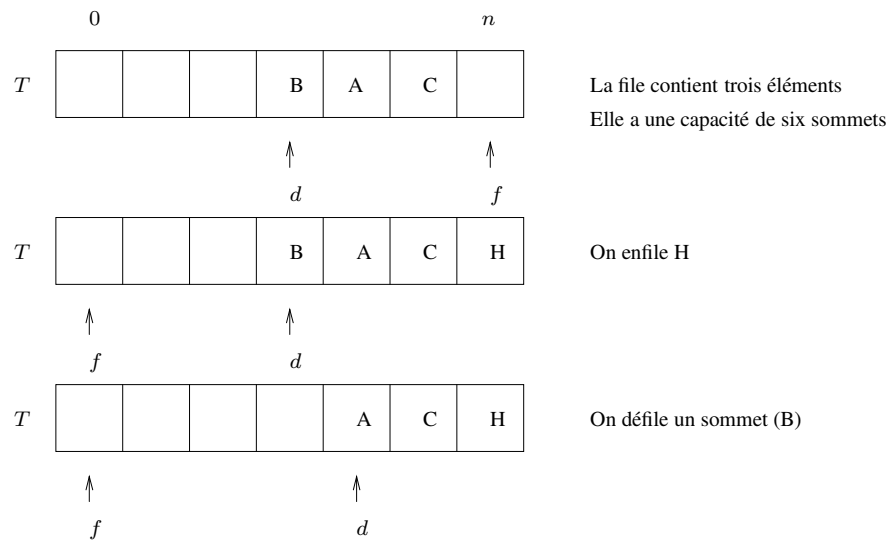 0 n
T B A C La file contient trois éléments
Elle a une capacité de six sommets
d f
T B A C H On enfile H
f d
T A C H On défile un sommet (B)
f d